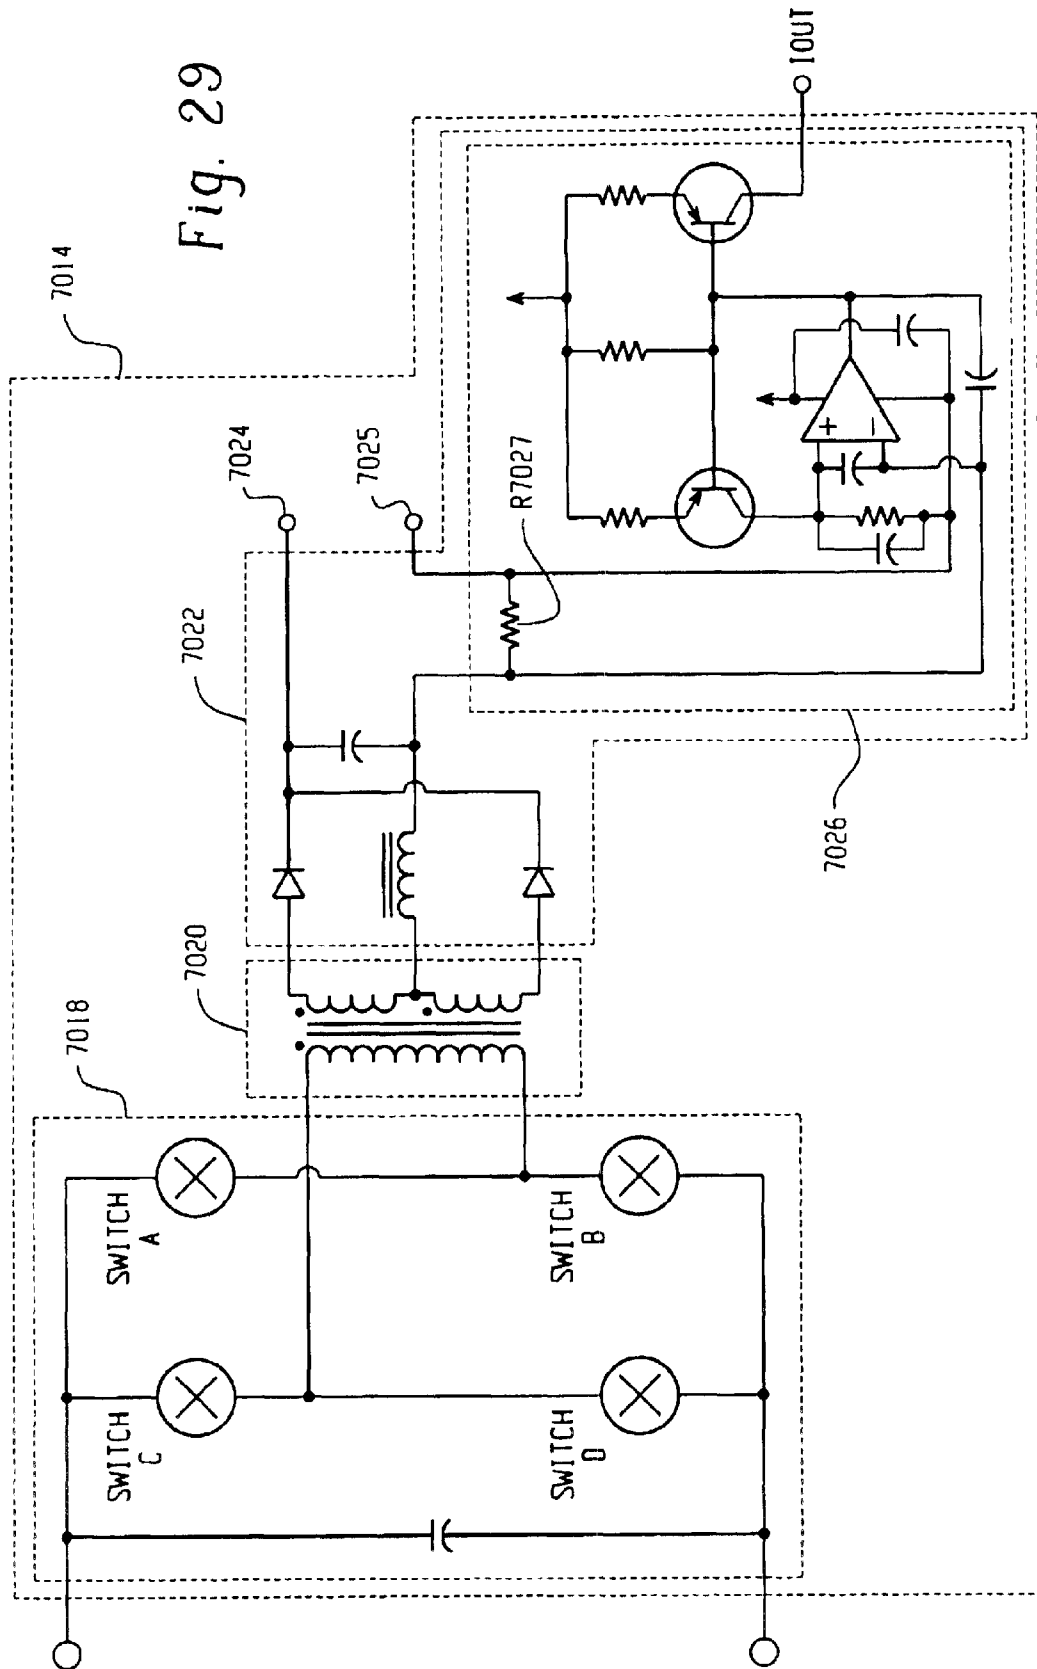 Fig. 29
7014
7018
7020
7022
7024
7025
R7027
7026
SWITCH
A
SWITCH
B
SWITCH
C
SWITCH
D
+
−
IOUT